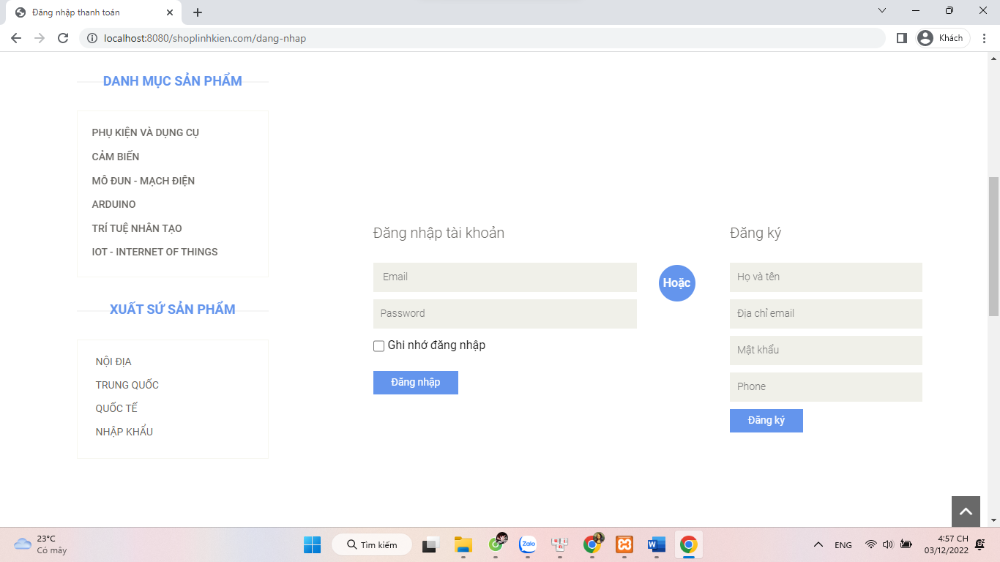 Đăng nhập thanh toán
localhost:8080/shoplinhkien.com/dang-nhap
Khách
DANH MỤC SẢN PHẨM
PHỤ KIỆN VÀ DỤNG CỤ
CẢM BIẾN
MÔ ĐUN - MẠCH ĐIỆN
ARDUINO
TRÍ TUỆ NHÂN TẠO
IOT - INTERNET OF THINGS
XUẤT SỨ SẢN PHẨM
NỘI ĐỊA
TRUNG QUỐC
QUỐC TẾ
NHẬP KHẨU
Đăng nhập tài khoản
Email
Password
Ghi nhớ đăng nhập
Đăng nhập
Hoặc
Đăng ký
Họ và tên
Địa chỉ email
Mật khẩu
Phone
Đăng ký
23°C
Có mây
Tìm kiếm
Zalo
ENG
4:57 CH
03/12/2022